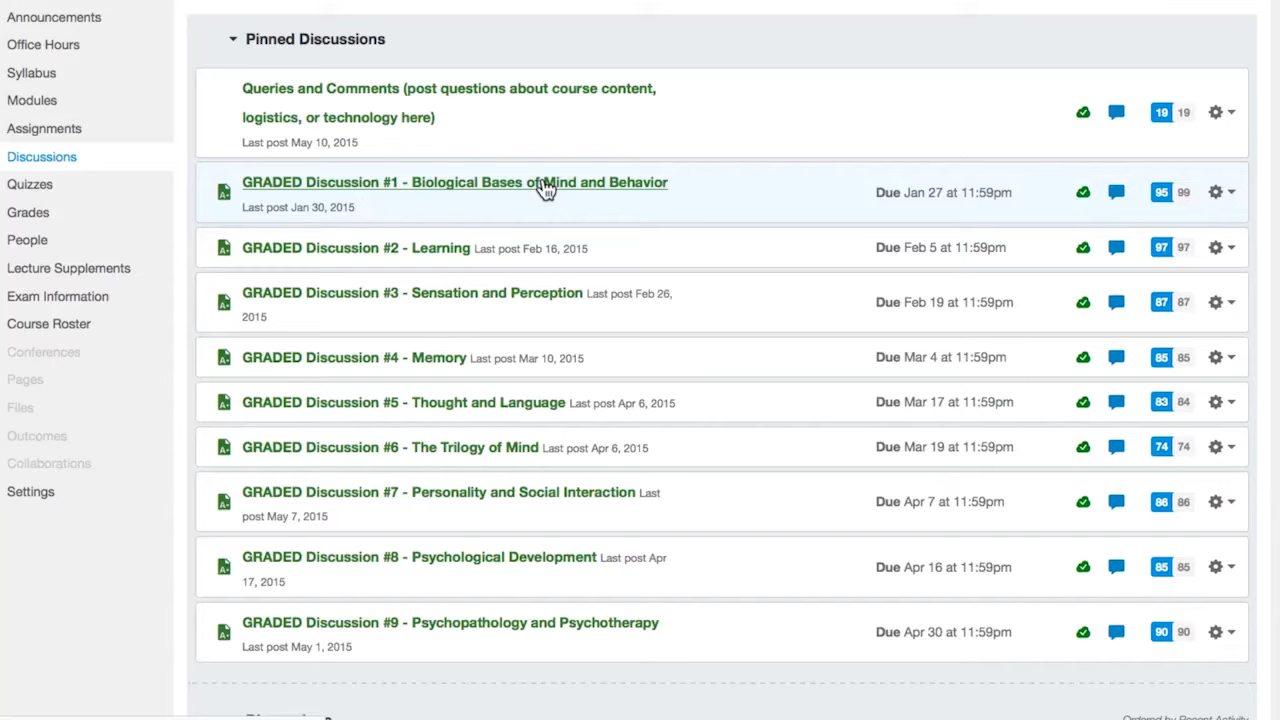 Announcements
Office Hours
Syllabus
Modules
Assignments
Discussions
Quizzes
Grades
People
Lecture Supplements
Exam Information
Course Roster
Conferences
Pages
Files
Outcomes
Collaborations
Settings
Pinned Discussions
Queries and Comments (post questions about course content,
logistics, or technology here)
Last post May 10, 2015
19 19
GRADED Discussion #1 - Biological Bases of Mind and Behavior
Last post Jan 30, 2015
Due Jan 27 at 11:59pm
95 99
GRADED Discussion #2 - Learning Last post Feb 16, 2015
Due Feb 5 at 11:59pm
97 97
GRADED Discussion #3 - Sensation and Perception Last post Feb 26,
2015
Due Feb 19 at 11:59pm
87 87
GRADED Discussion #4 - Memory Last post Mar 10, 2015
Due Mar 4 at 11:59pm
85 85
GRADED Discussion #5 - Thought and Language Last post Apr 6, 2015
Due Mar 17 at 11:59pm
83 84
GRADED Discussion #6 - The Trilogy of Mind Last post Apr 6, 2015
Due Mar 19 at 11:59pm
74 74
GRADED Discussion #7 - Personality and Social Interaction Last
post May 7, 2015
Due Apr 7 at 11:59pm
86 86
GRADED Discussion #8 - Psychological Development Last post Apr
17, 2015
Due Apr 16 at 11:59pm
85 85
GRADED Discussion #9 - Psychopathology and Psychotherapy
Last post May 1, 2015
Due Apr 30 at 11:59pm
90 90
Ordered by Recent Activity